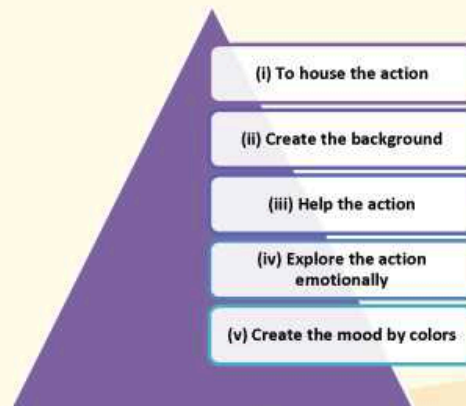 (i) To house the action
(ii) Create the background
(iii) Help the action
(iv) Explore the action
emotionally
(v) Create the mood by colors